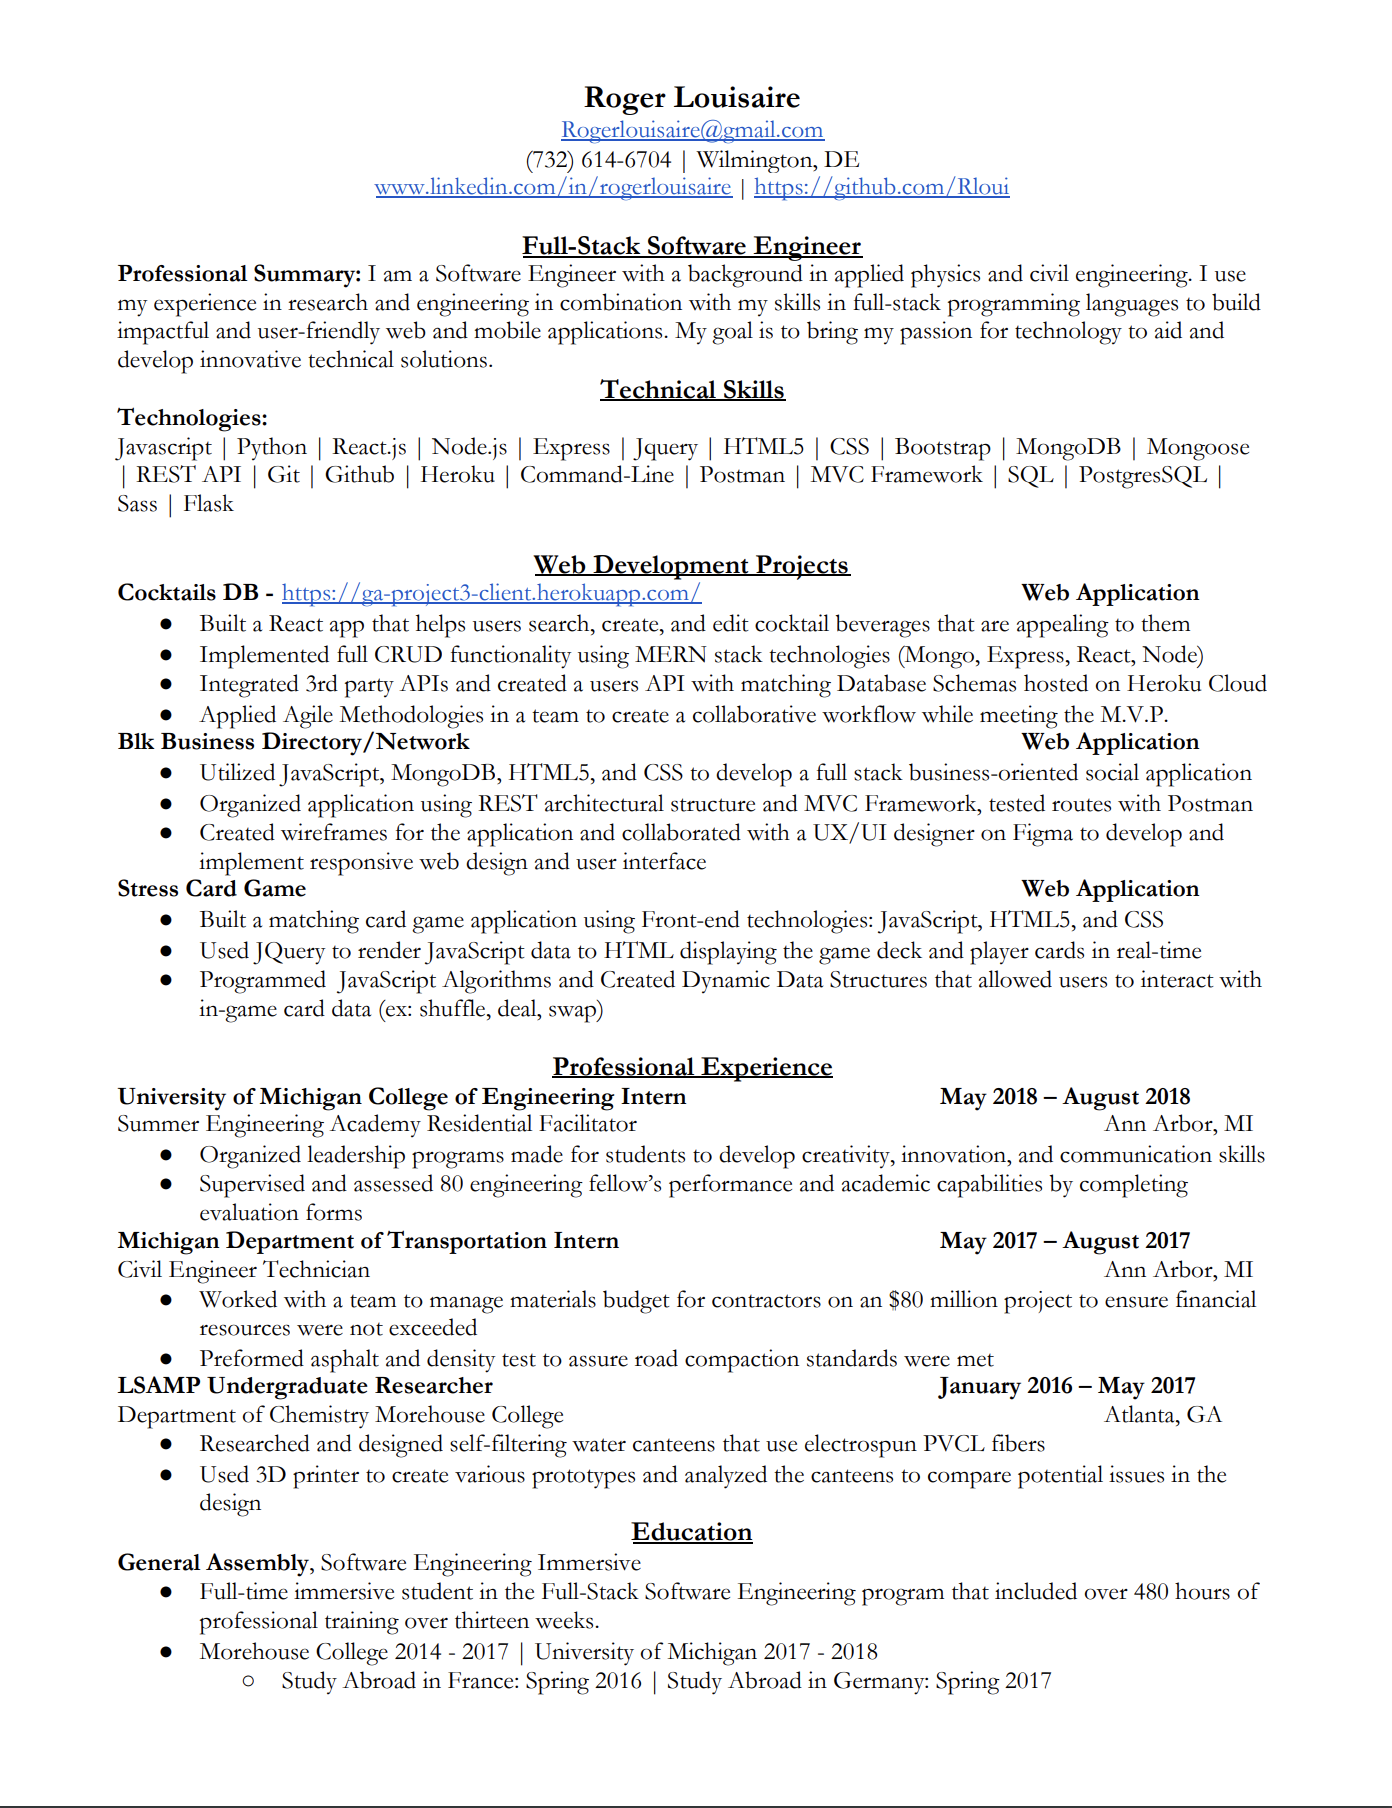 Roger Louisaire
Rogerlouisaire@gmail.com
(732) 614-6704 | Wilmington, DE
www.linkedin.com/in/rogerlouisaire | https://github.com/Rloui
Full-Stack Software Engineer
Professional Summary: I am a Software Engineer with a background in applied physics and civil engineering. I use
my experience in research and engineering in combination with my skills in full-stack programming languages to build
impactful and user-friendly web and mobile applications. My goal is to bring my passion for technology to aid and
develop innovative technical solutions.
Technical Skills
Technologies:
Javascript | Python | React.js | Node.js | Express | Jquery | HTML5 | CSS | Bootstrap | MongoDB | Mongoose
| REST API | Git | Github | Heroku | Command-Line | Postman | MVC Framework | SQL | PostgresSQL |
Sass | Flask
Web Development Projects
Cocktails DB - https://ga-project3-client.herokuapp.com/ Web Application
● Built a React app that helps users search, create, and edit cocktail beverages that are appealing to them
● Implemented full CRUD functionality using MERN stack technologies (Mongo, Express, React, Node)
● Integrated 3rd party APIs and created a users API with matching Database Schemas hosted on Heroku Cloud
● Applied Agile Methodologies in a team to create a collaborative workflow while meeting the M.V.P.
Blk Business Directory/Network Web Application
● Utilized JavaScript, MongoDB, HTML5, and CSS to develop a full stack business-oriented social application
● Organized application using REST architectural structure and MVC Framework, tested routes with Postman
● Created wireframes for the application and collaborated with a UX/UI designer on Figma to develop and
implement responsive web design and user interface
Stress Card Game Web Application
● Built a matching card game application using Front-end technologies: JavaScript, HTML5, and CSS
● Used JQuery to render JavaScript data to HTML displaying the game deck and player cards in real-time
● Programmed JavaScript Algorithms and Created Dynamic Data Structures that allowed users to interact with
in-game card data (ex: shuffle, deal, swap)
Professional Experience
University of Michigan College of Engineering Intern May 2018 – August 2018
Summer Engineering Academy Residential Facilitator Ann Arbor, MI
● Organized leadership programs made for students to develop creativity, innovation, and communication skills
● Supervised and assessed 80 engineering fellow's performance and academic capabilities by completing
evaluation forms
Michigan Department of Transportation Intern May 2017 – August 2017
Civil Engineer Technician Ann Arbor, MI
● Worked with a team to manage materials budget for contractors on an $80 million project to ensure financial
resources were not exceeded
● Preformed asphalt and density test to assure road compaction standards were met
LSAMP Undergraduate Researcher January 2016 – May 2017
Department of Chemistry Morehouse College Atlanta, GA
● Researched and designed self-filtering water canteens that use electrospun PVCL fibers
● Used 3D printer to create various prototypes and analyzed the canteens to compare potential issues in the
design
Education
General Assembly, Software Engineering Immersive
● Full-time immersive student in the Full-Stack Software Engineering program that included over 480 hours of
professional training over thirteen weeks.
● Morehouse College 2014 - 2017 | University of Michigan 2017 - 2018
○ Study Abroad in France: Spring 2016 | Study Abroad in Germany: Spring 2017